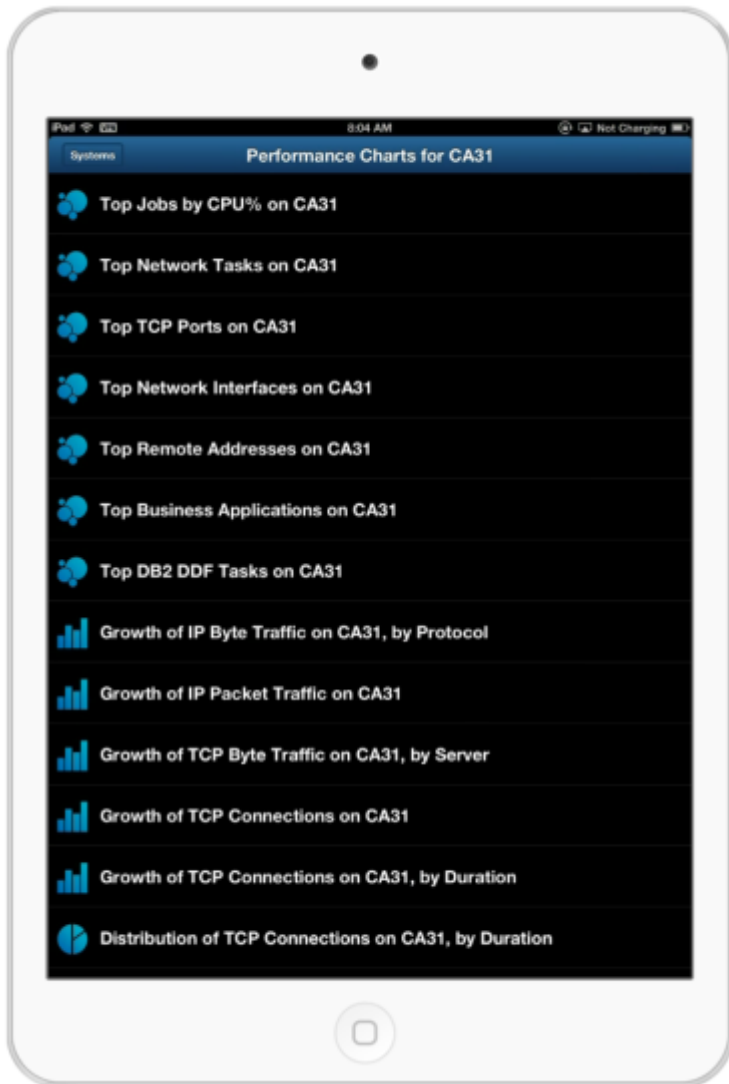 iPad VPN 8:04 AM Not Charging
Systems Performance Charts for CA31
Top Jobs by CPU% on CA31
Top Network Tasks on CA31
Top TCP Ports on CA31
Top Network Interfaces on CA31
Top Remote Addresses on CA31
Top Business Applications on CA31
Top DB2 DDF Tasks on CA31
Growth of IP Byte Traffic on CA31, by Protocol
Growth of IP Packet Traffic on CA31
Growth of TCP Byte Traffic on CA31, by Server
Growth of TCP Connections on CA31
Growth of TCP Connections on CA31, by Duration
Distribution of TCP Connections on CA31, by Duration